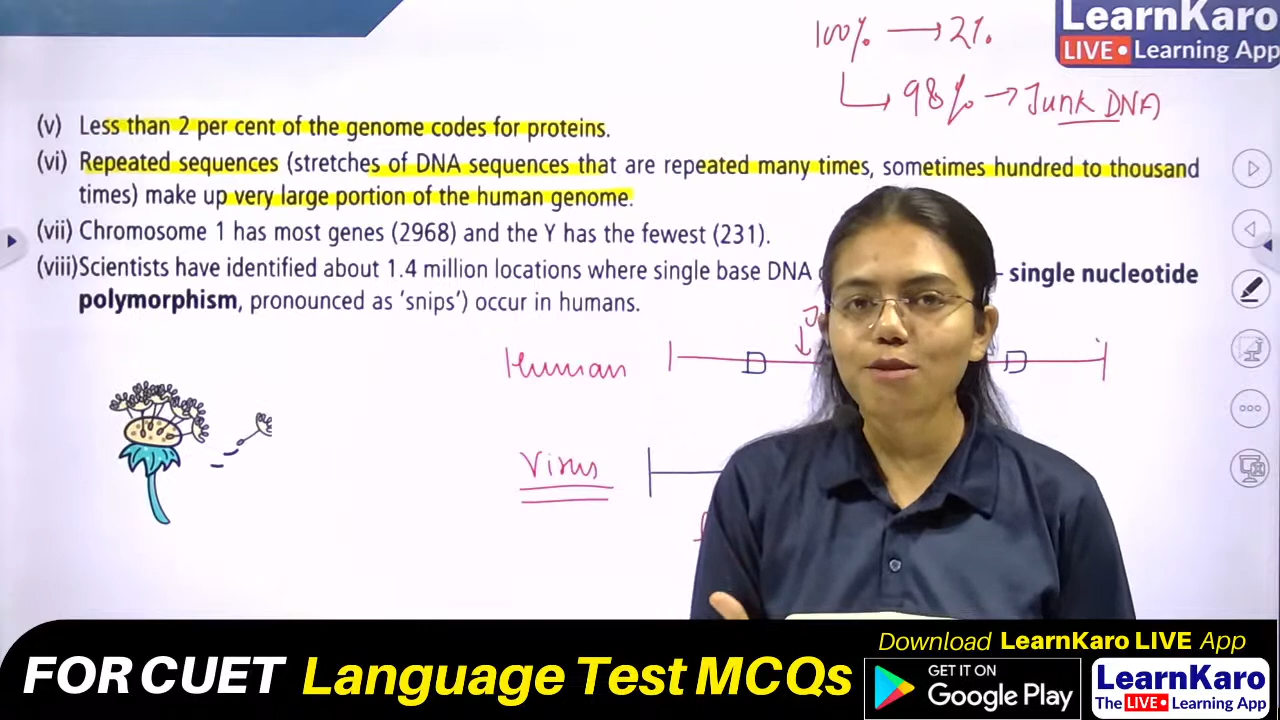 LearnKaro
LIVE Learning App
100% → 2%
98% → Junk DNA
(v) Less than 2 per cent of the genome codes for proteins.
(vi) Repeated sequences (stretches of DNA sequences that are repeated many times, sometimes hundred to thousand
times) make up very large portion of the human genome.
(vii) Chromosome 1 has most genes (2968) and the Y has the fewest (231).
(viii) Scientists have identified about 1.4 million locations where single base DNA – single nucleotide
polymorphism, pronounced as ‘snips’) occur in humans.
Human
Virus
FOR CUET Language Test MCQs
Download LearnKaro LIVE App
GET IT ON
Google Play
LearnKaro
The LIVE Learning App